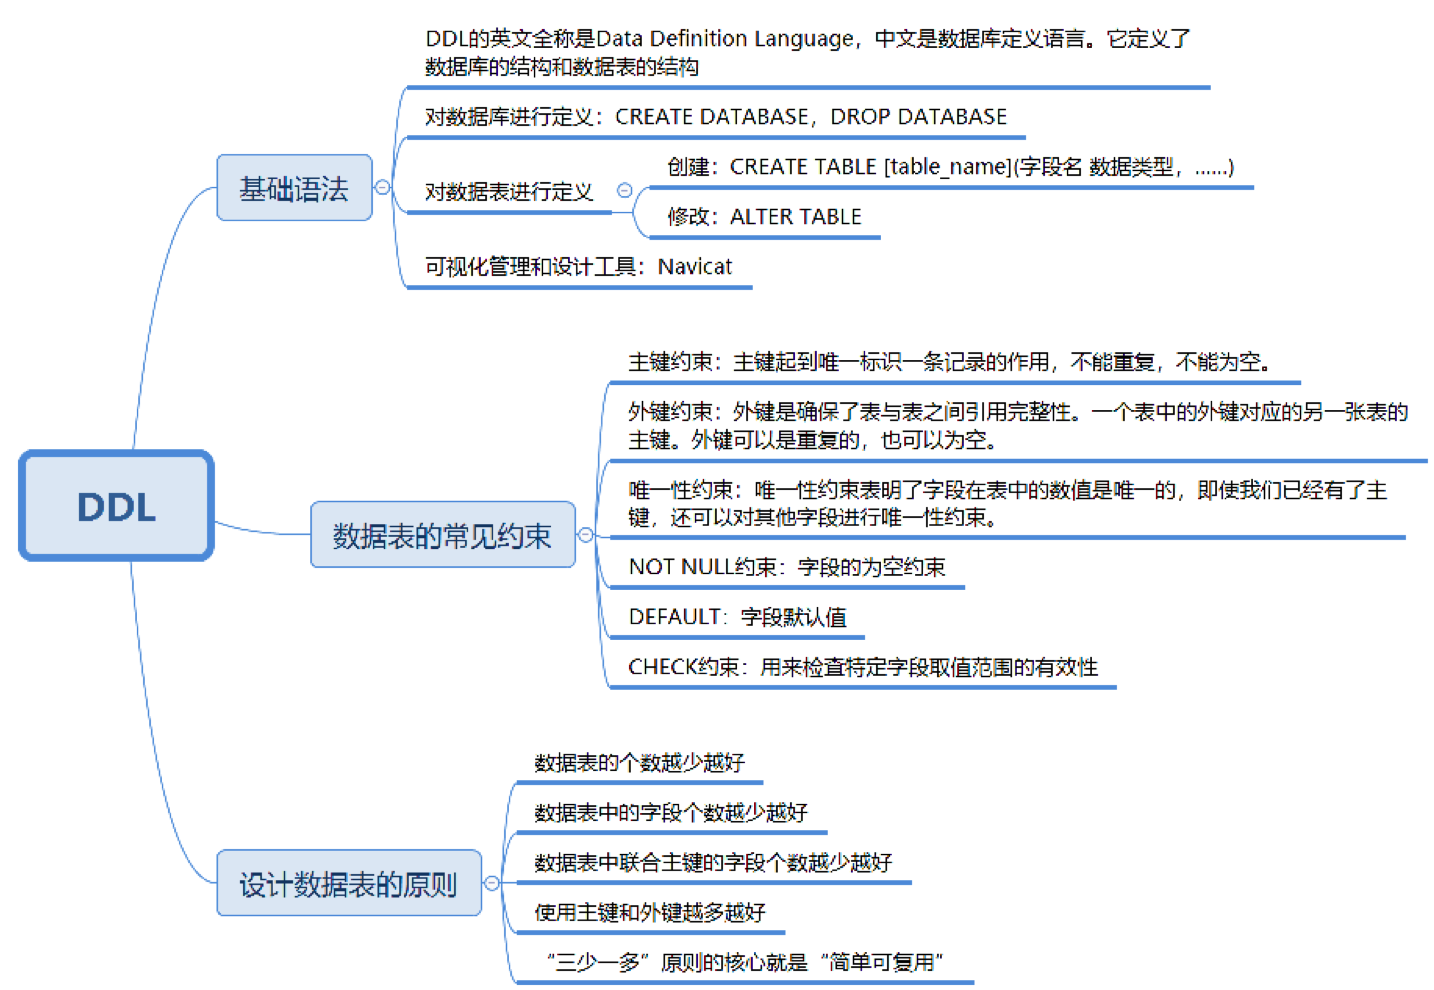 DDL
基础语法
DDL的英文全称是Data Definition Language，中文是数据库定义语言。它定义了
数据库的结构和数据表的结构
对数据库进行定义：CREATE DATABASE，DROP DATABASE
对数据表进行定义
创建：CREATE TABLE [table_name](字段名 数据类型，......)
修改：ALTER TABLE
可视化管理和设计工具：Navicat
数据表的常见约束
主键约束：主键起到唯一标识一条记录的作用，不能重复，不能为空。
外键约束：外键是确保了表与表之间引用完整性。一个表中的外键对应的另一张表的
主键。外键可以是重复的，也可以为空。
唯一性约束：唯一性约束表明了字段在表中的数值是唯一的，即使我们已经有了主
键，还可以对其他字段进行唯一性约束。
NOT NULL约束：字段的为空约束
DEFAULT：字段默认值
CHECK约束：用来检查特定字段取值范围的有效性
设计数据表的原则
数据表的个数越少越好
数据表中的字段个数越少越好
数据表中联合主键的字段个数越少越好
使用主键和外键越多越好
“三少一多”原则的核心就是“简单可复用”